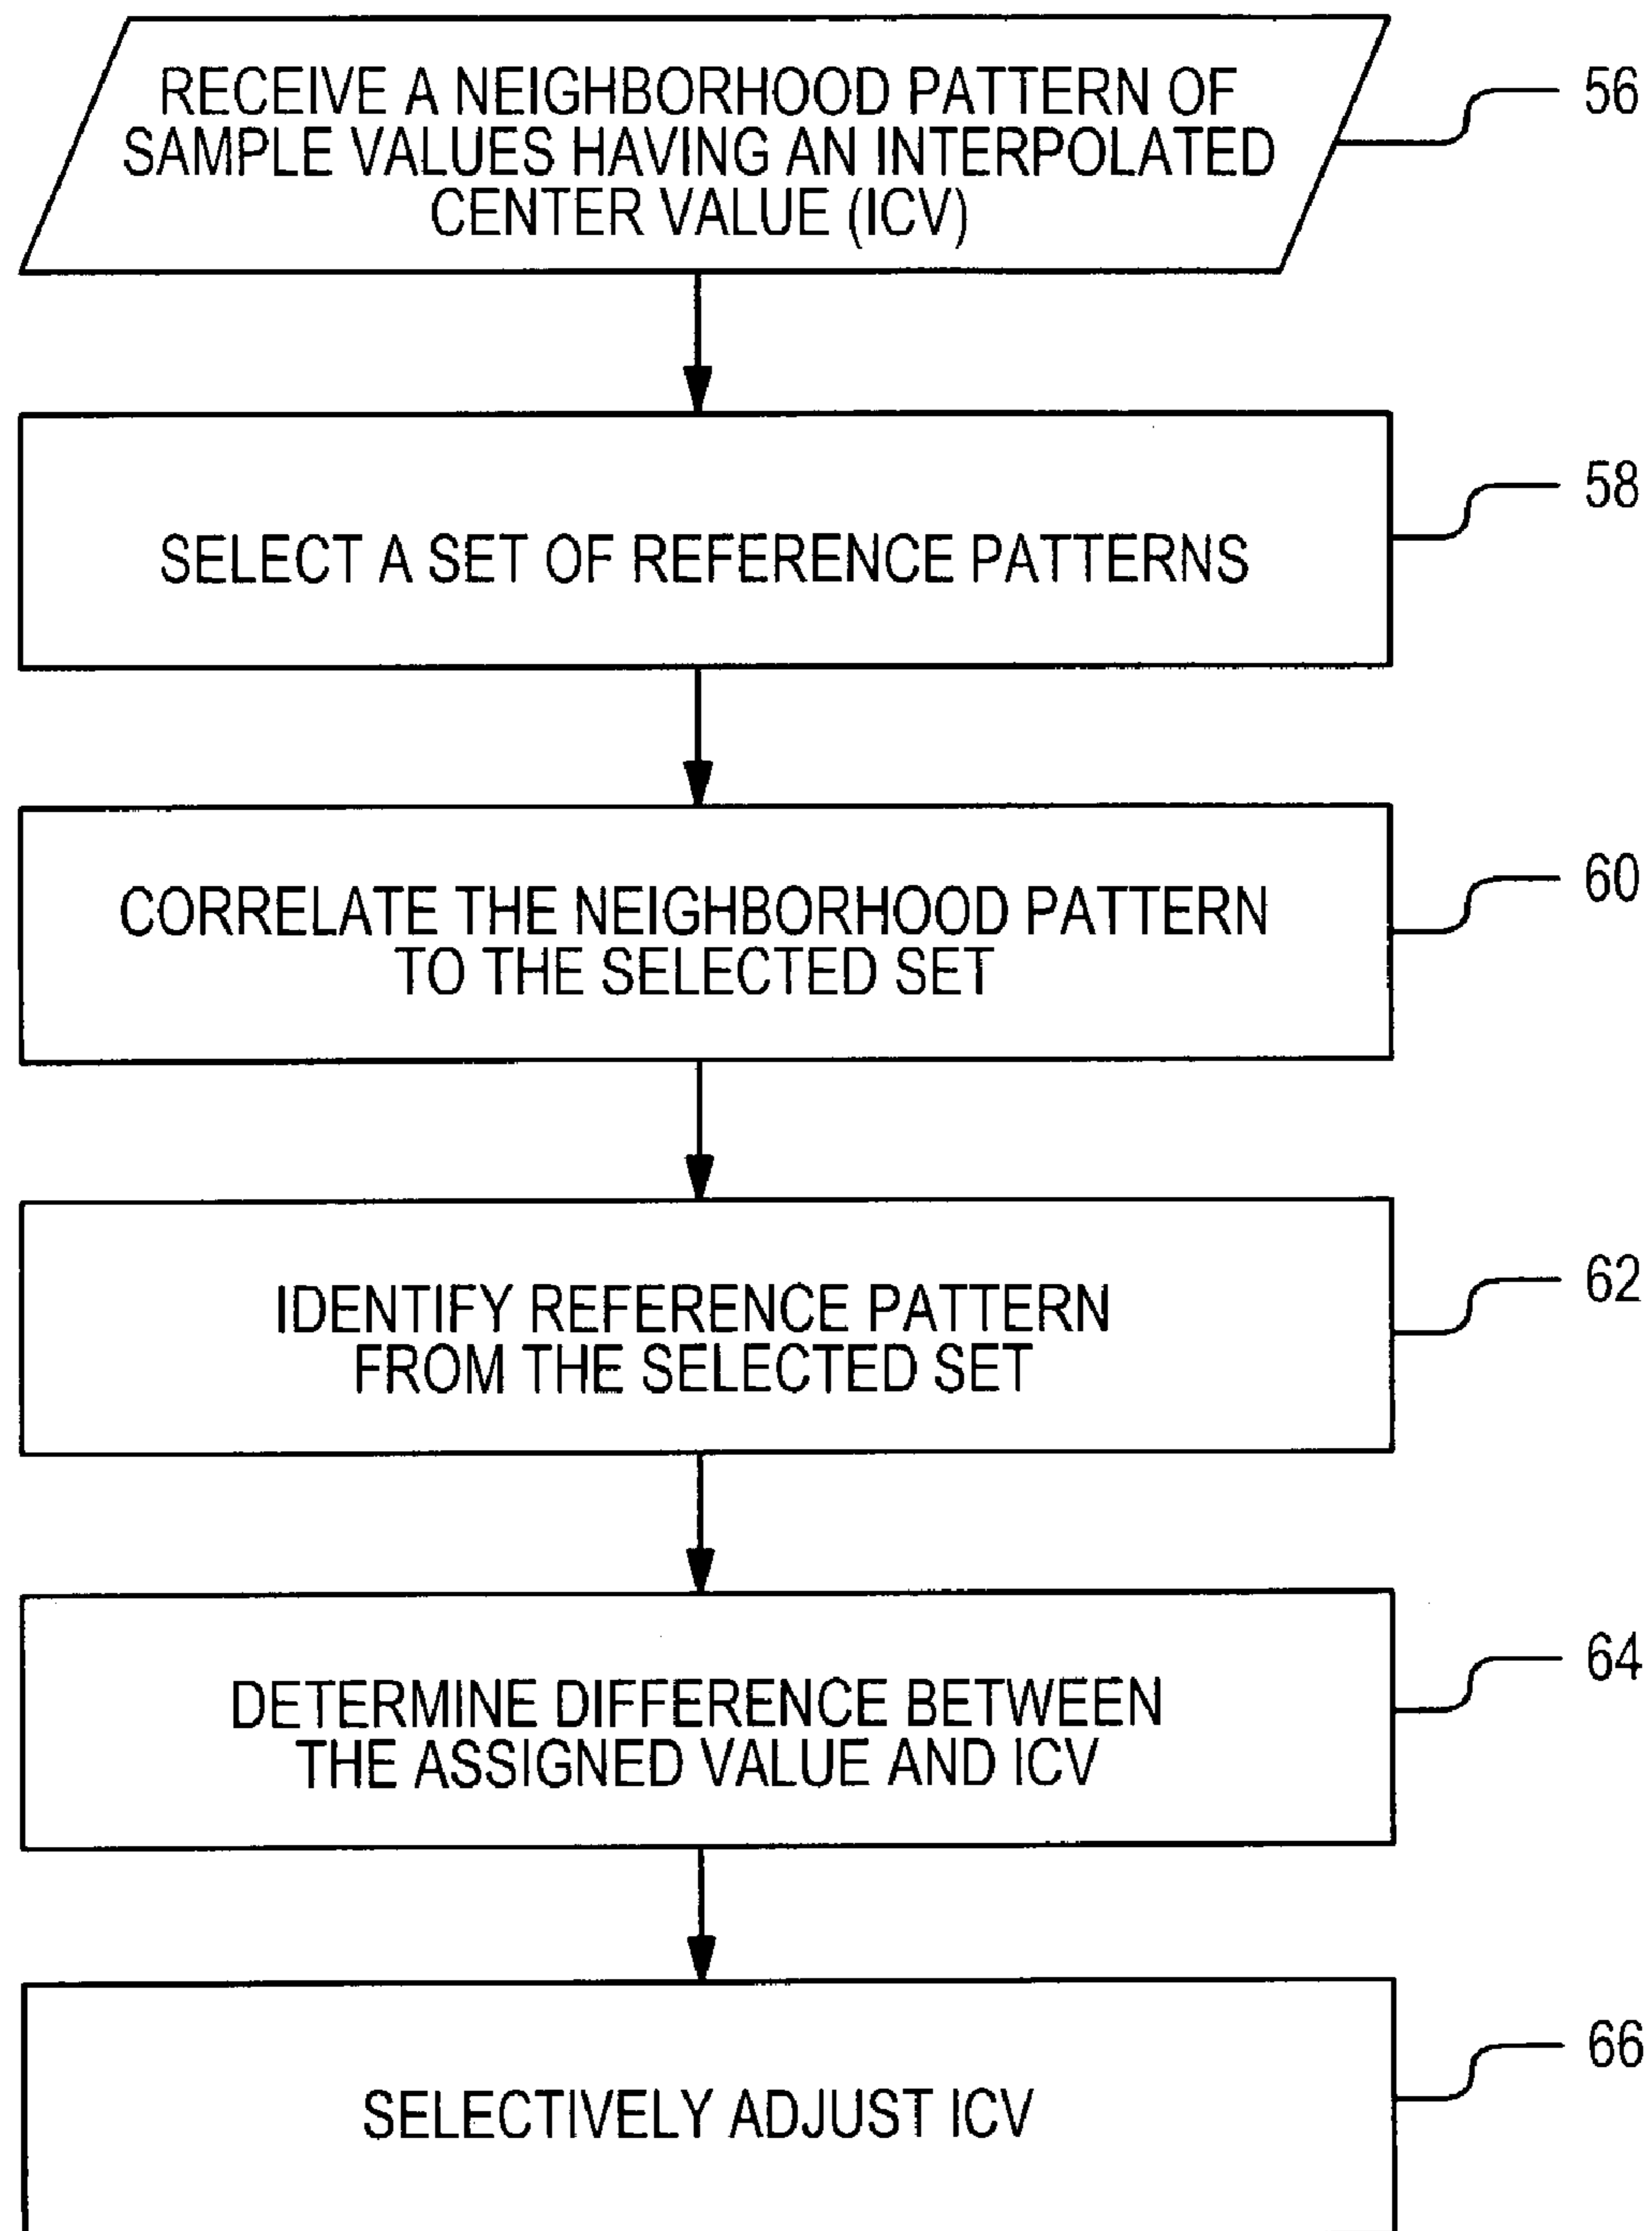 RECEIVE A NEIGHBORHOOD PATTERN OF
SAMPLE VALUES HAVING AN INTERPOLATED
CENTER VALUE (ICV)
56
SELECT A SET OF REFERENCE PATTERNS
58
CORRELATE THE NEIGHBORHOOD PATTERN
TO THE SELECTED SET
60
IDENTIFY REFERENCE PATTERN
FROM THE SELECTED SET
62
DETERMINE DIFFERENCE BETWEEN
THE ASSIGNED VALUE AND ICV
64
SELECTIVELY ADJUST ICV
66